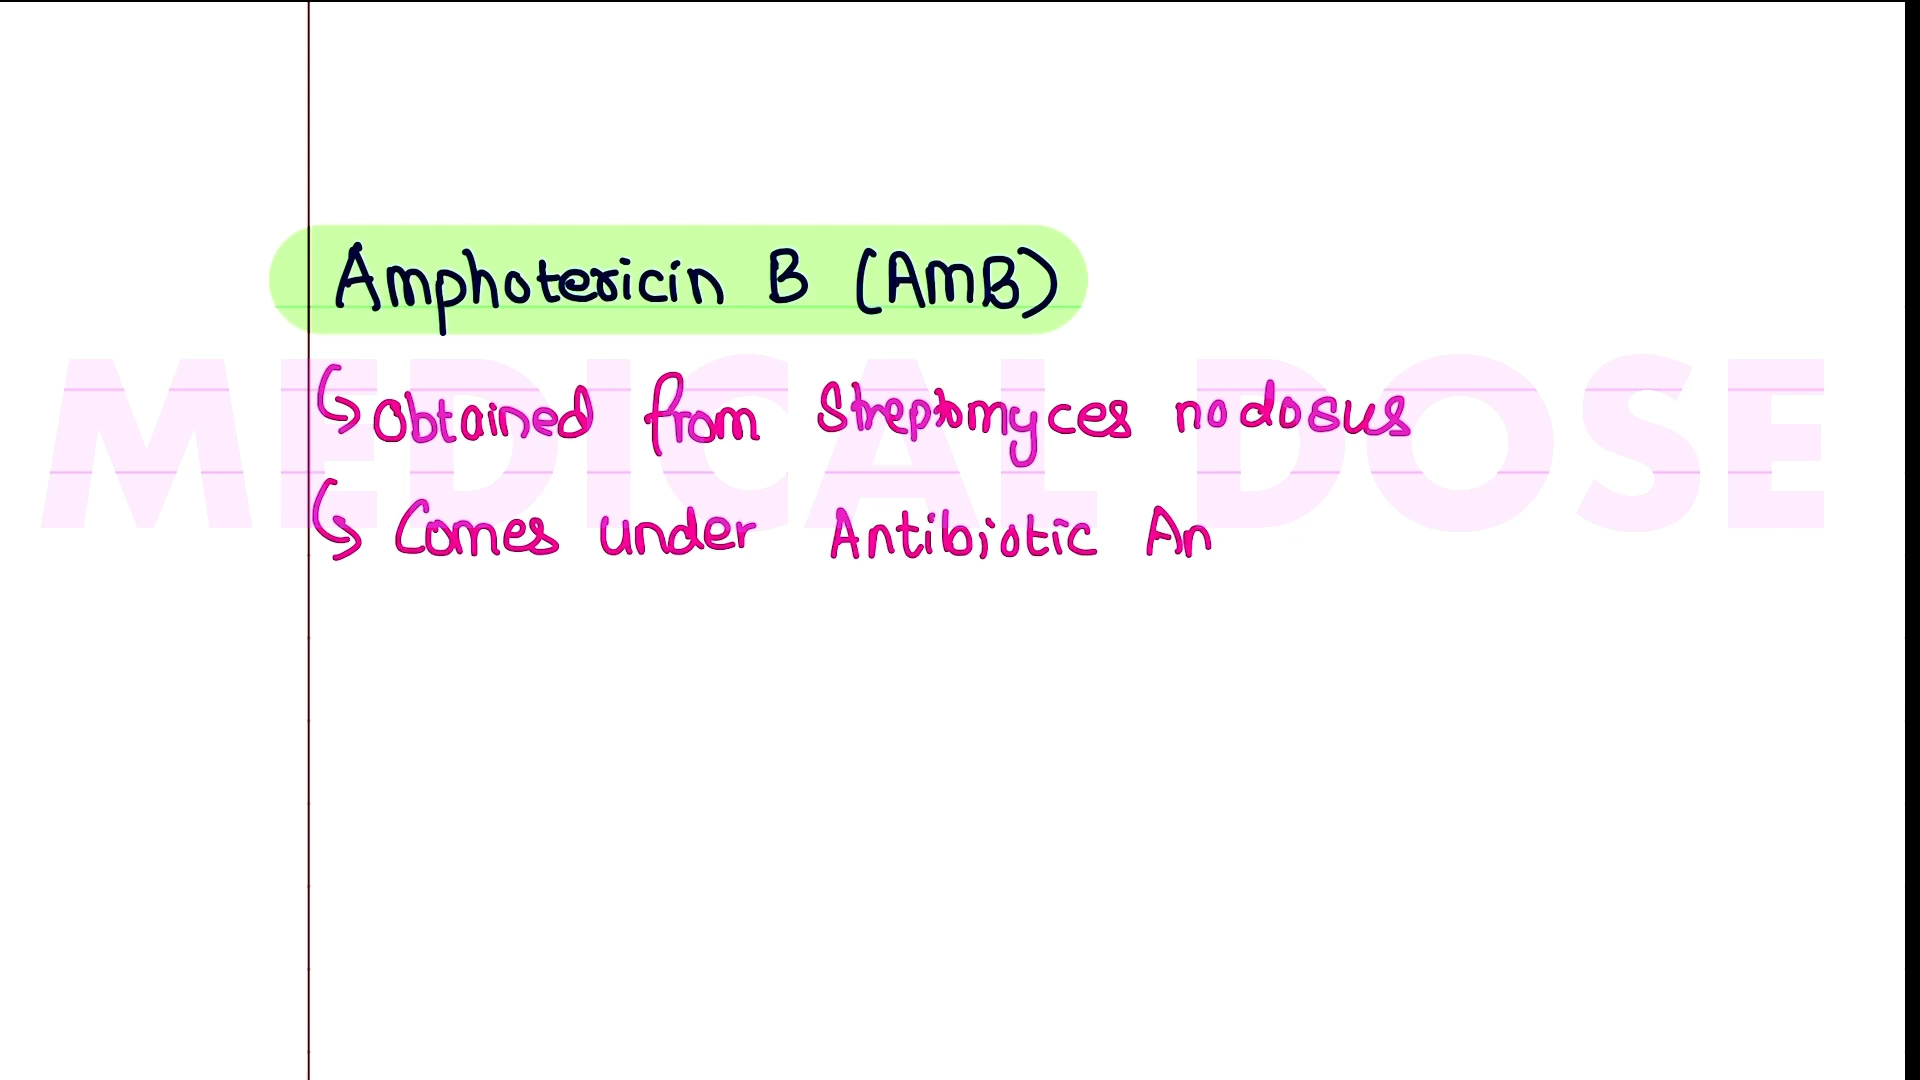 Amphotericin B (AMB)
Obtained from Streptomyces nodosus
MEDICAL DOSE
Comes under Antibiotic An